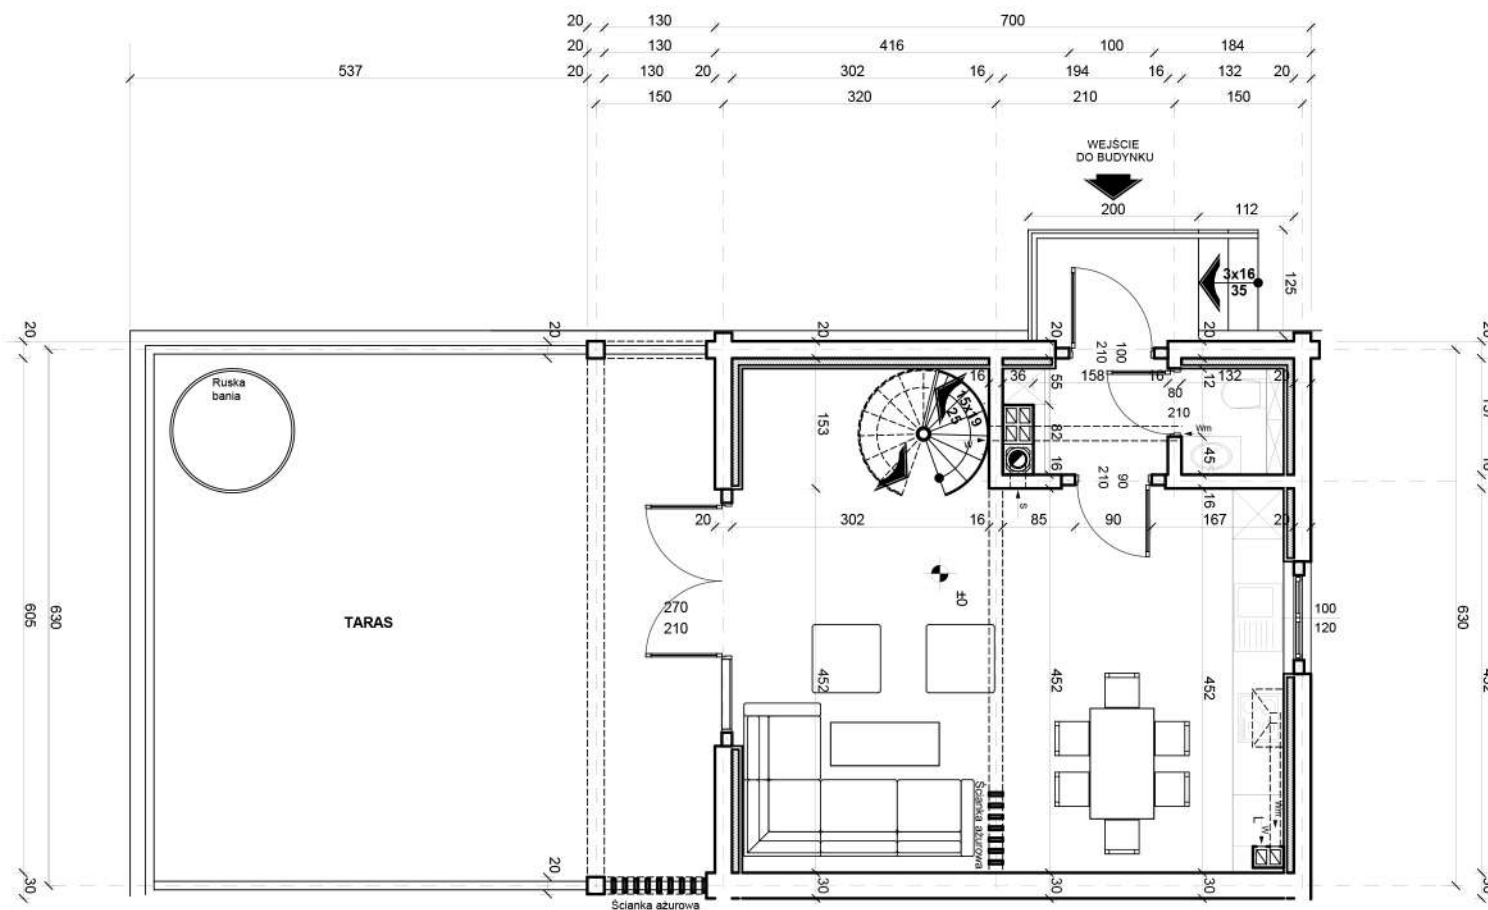 20 130 700
20 130 416 100 184
537 20 130 20 302 16 194 16 132 20
150 320 210 150
WEJŚCIE
DO BUDYNKU
200 112
3x16
35
125
20 20 20 20 20
100
210
Ruska
bania
16 36 158 16 132 20
55 12
80
210
15x19
25
153
82
Wm
45
16
90
210
S
16
20 302 16 85 90 167 20
±0
270
210
100
120
TARAS
605 630 630
452 452 452
Ścianka ażurowa
Wm
W
L
20
30 30 30 30
Ścianka ażurowa